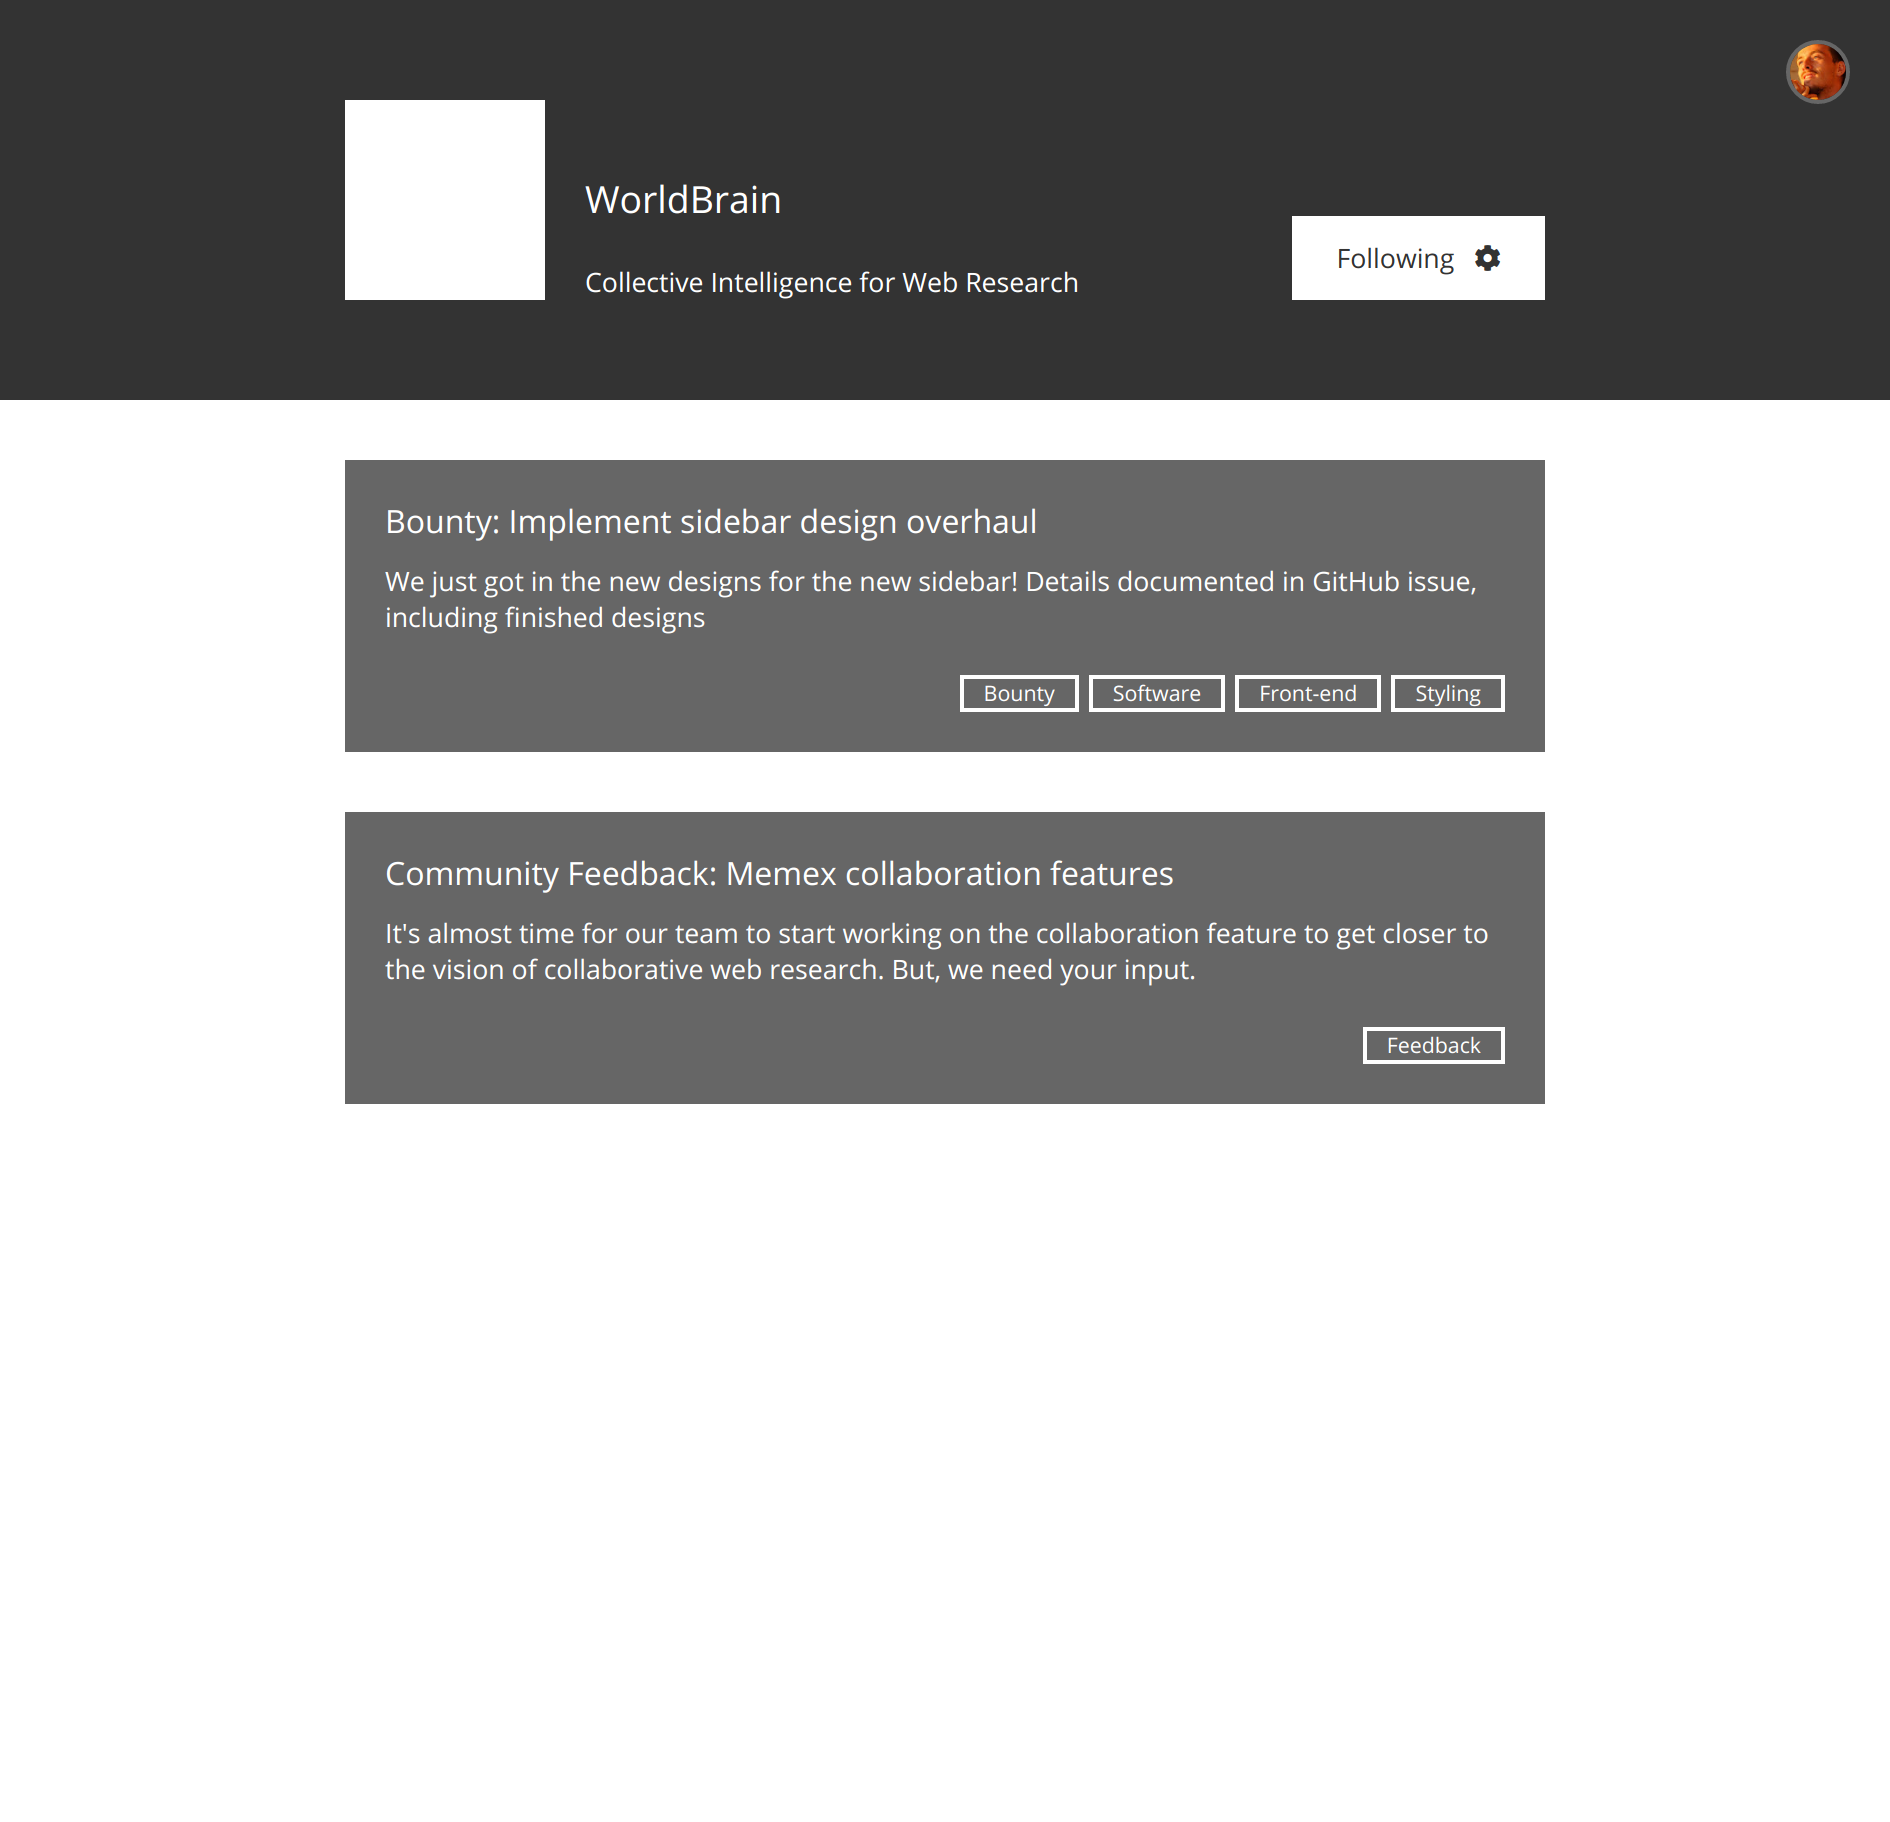 WorldBrain
Collective Intelligence for Web Research
Following
Bounty: Implement sidebar design overhaul
We just got in the new designs for the new sidebar! Details documented in GitHub issue,
including finished designs
Bounty Software Front-end Styling
Community Feedback: Memex collaboration features
It's almost time for our team to start working on the collaboration feature to get closer to
the vision of collaborative web research. But, we need your input.
Feedback